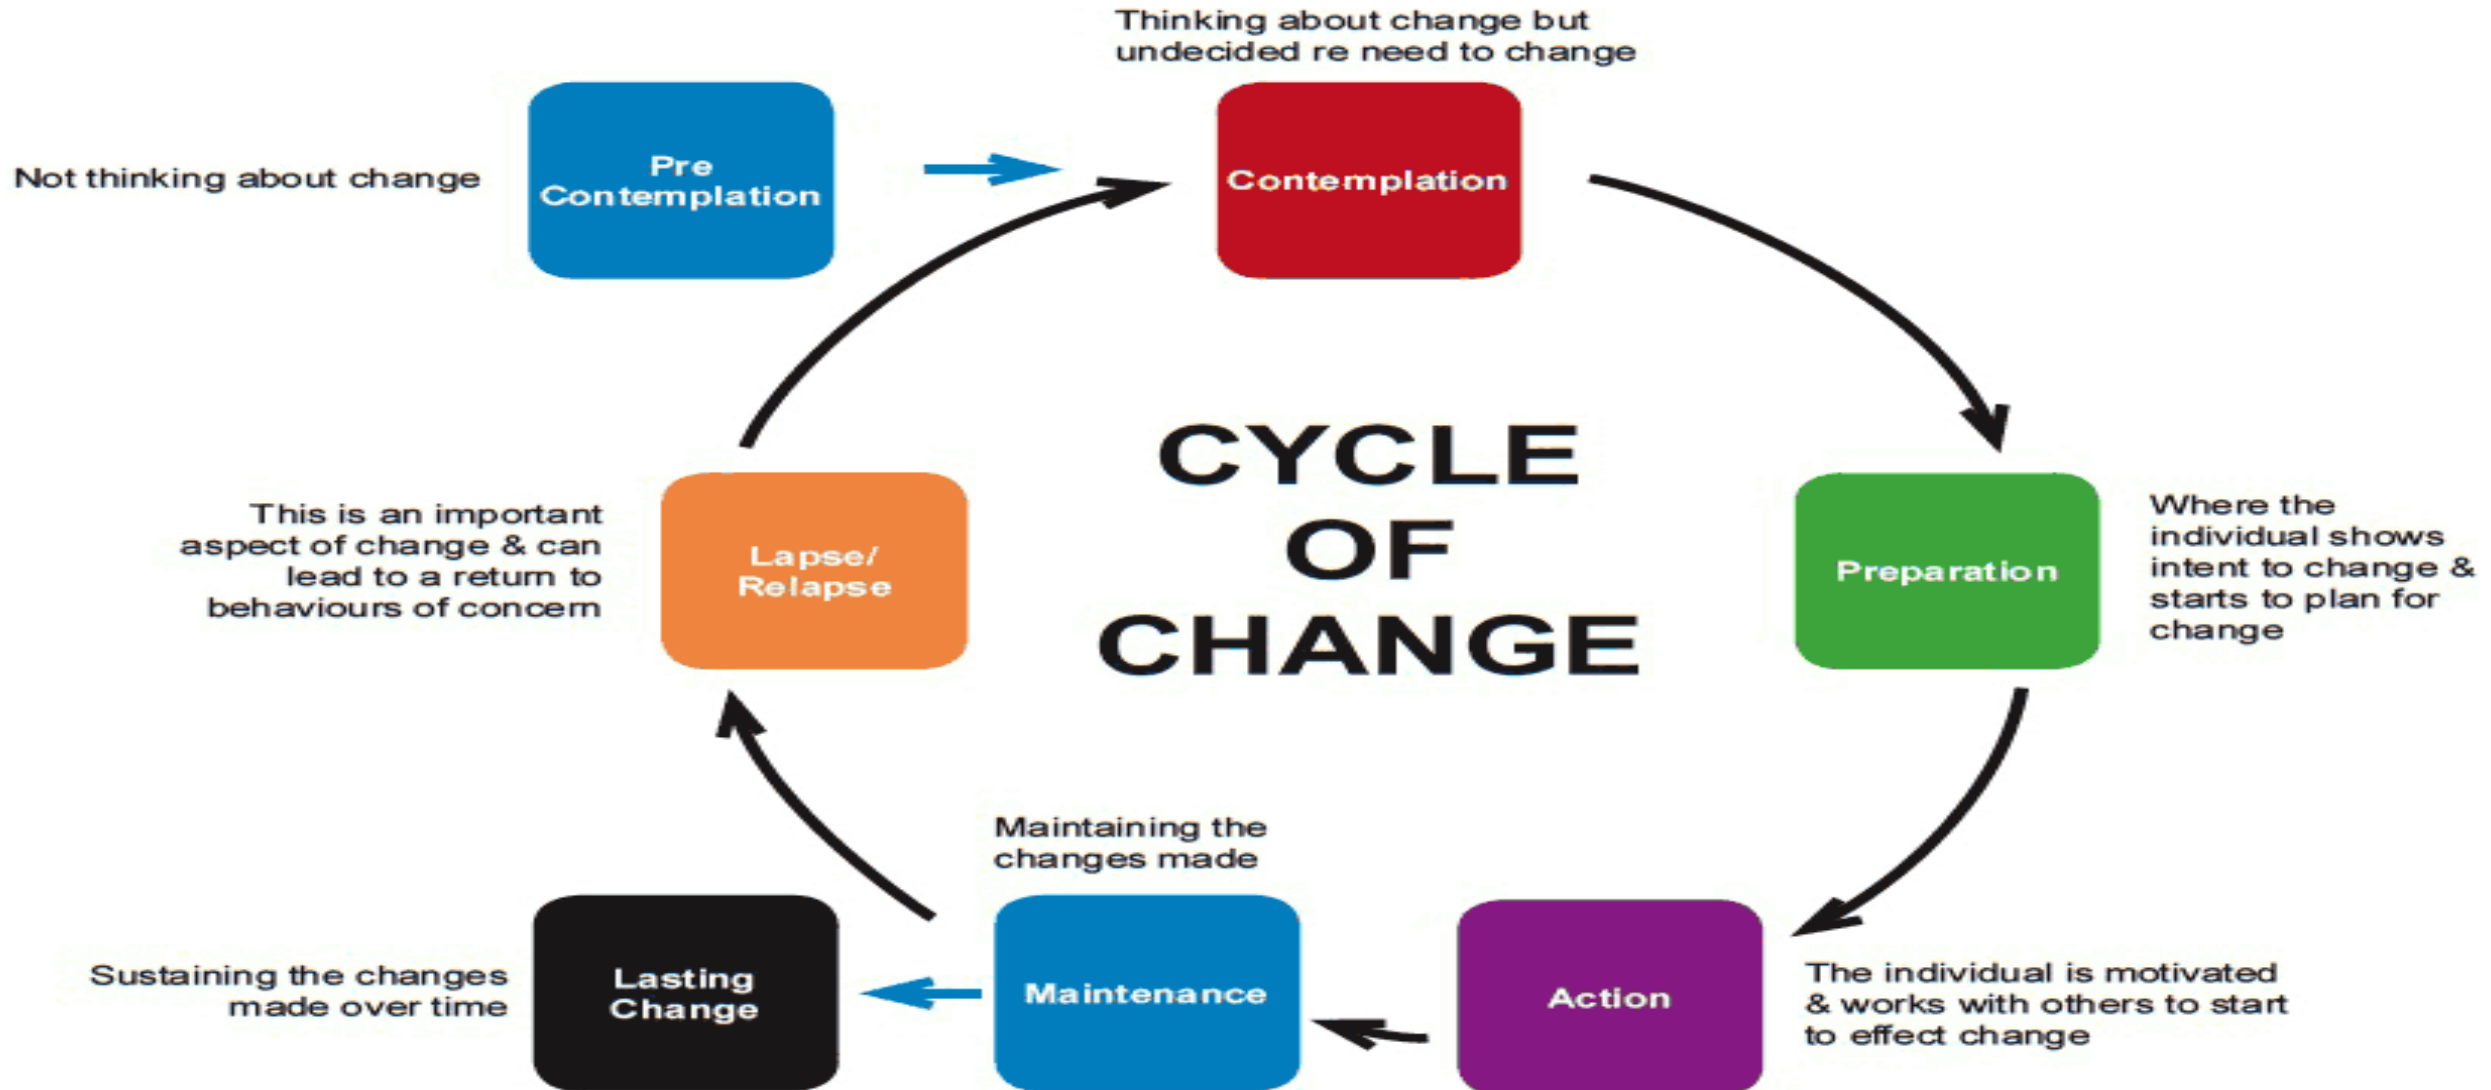 Thinking about change but
undecided re need to change
Not thinking about change
Pre
Contemplation
Contemplation
CYCLE
OF
CHANGE
This is an important
aspect of change & can
lead to a return to
behaviours of concern
Lapse/
Relapse
Preparation
Where the
individual shows
intent to change &
starts to plan for
change
Maintaining the
changes made
Sustaining the changes
made over time
Lasting
Change
Maintenance
Action
The individual is motivated
& works with others to start
to effect change